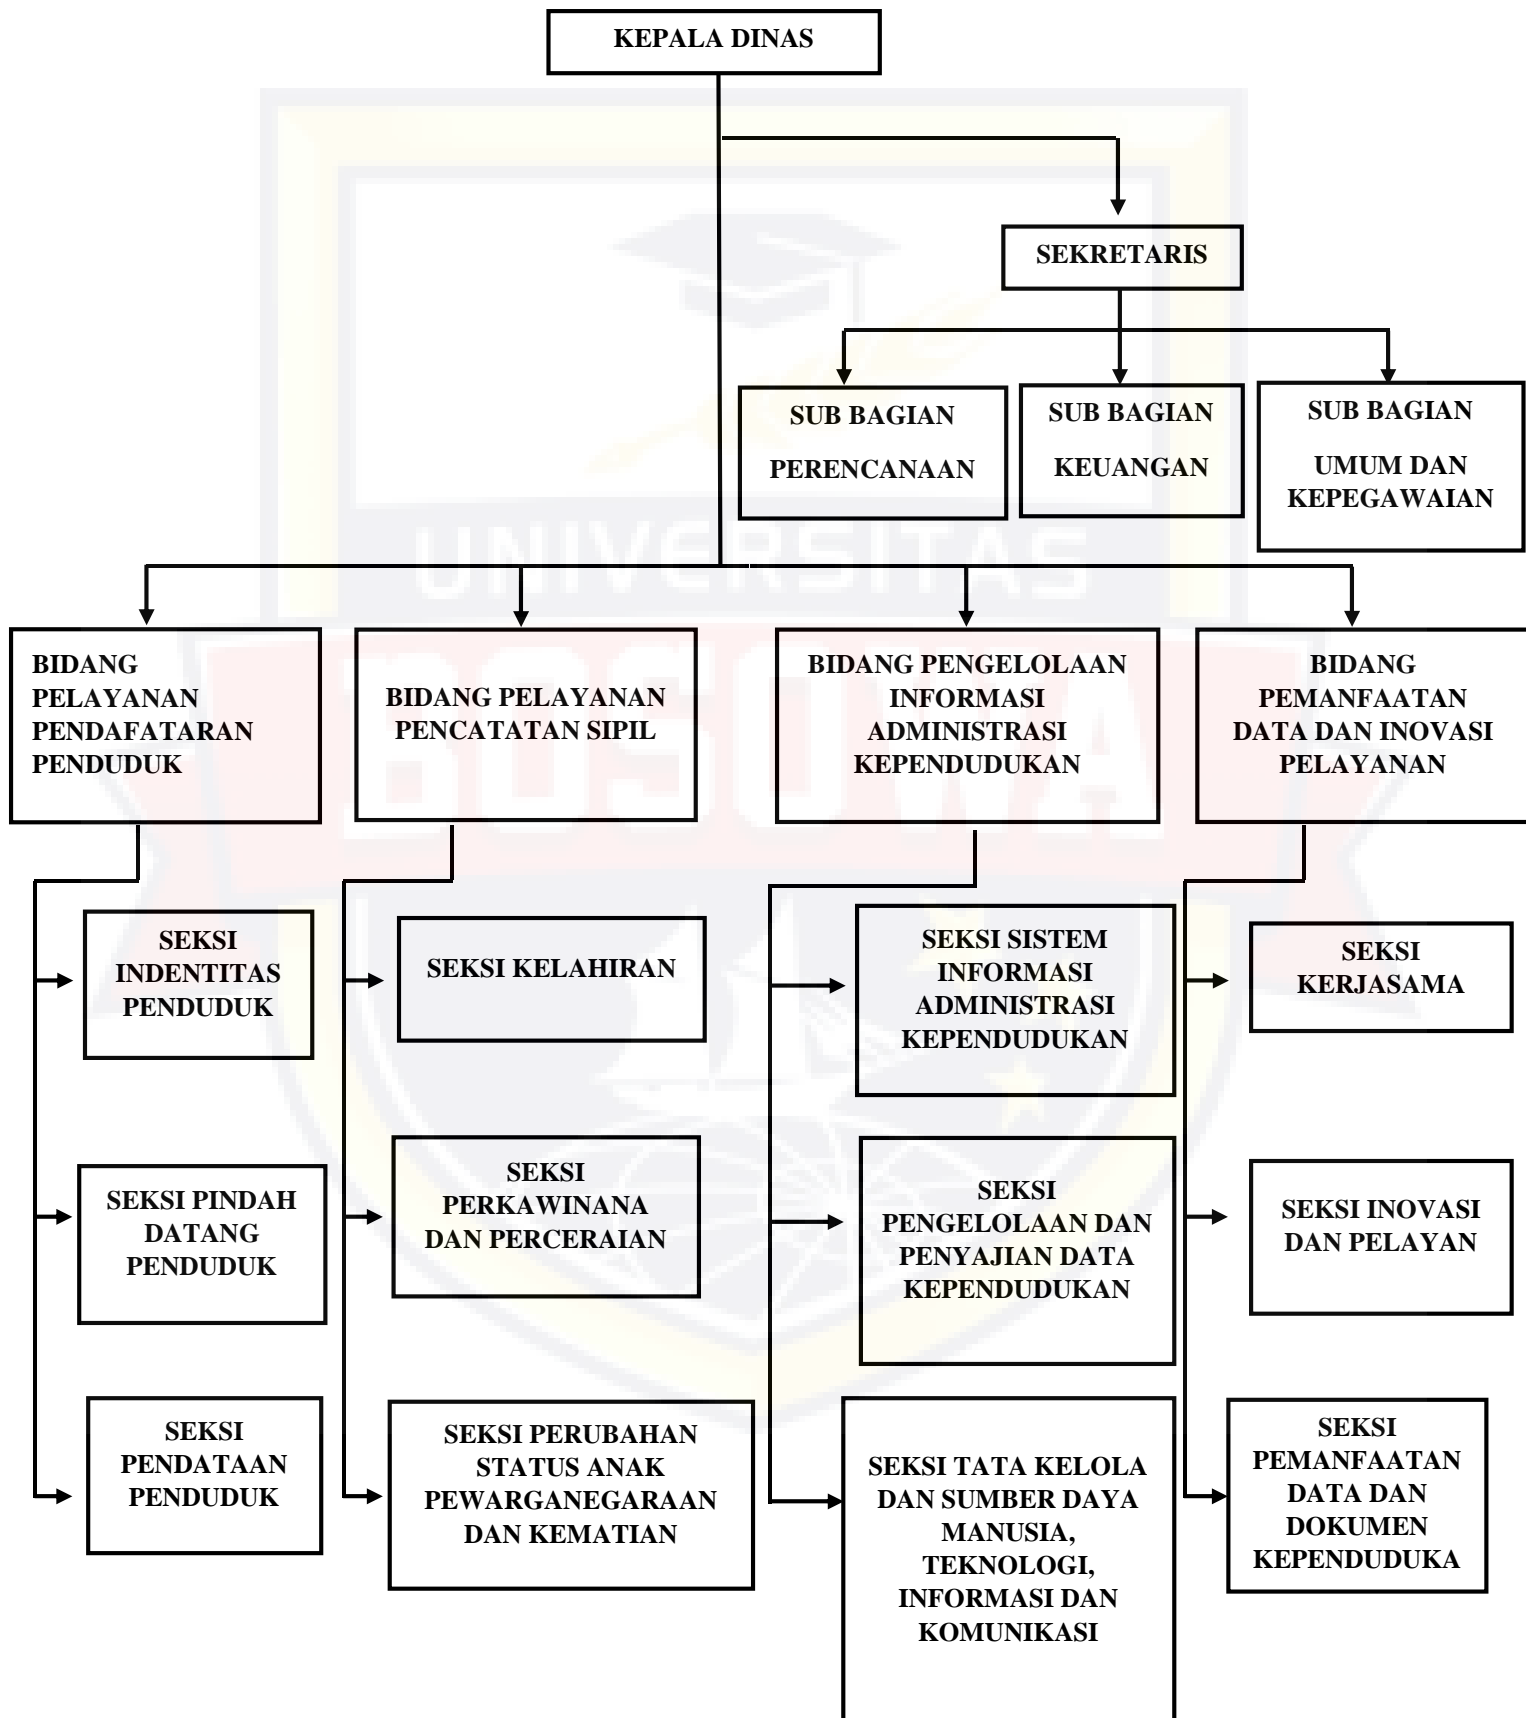 KEPALA DINAS
SEKRETARIS
SUB BAGIAN
PERENCANAAN
SUB BAGIAN
KEUANGAN
SUB BAGIAN
UMUM DAN
KEPEGAWAIAN
UNIVERSITAS
BOSOWA
BIDANG
PELAYANAN
PENDAFATARAN
PENDUDUK
BIDANG PELAYANAN
PENCATATAN SIPIL
BIDANG PENGELOLAAN
INFORMASI
ADMINISTRASI
KEPENDUDUKAN
BIDANG
PEMANFAATAN
DATA DAN INOVASI
PELAYANAN
SEKSI
INDENTITAS
PENDUDUK
SEKSI KELAHIRAN
SEKSI SISTEM
INFORMASI
ADMINISTRASI
KEPENDUDUKAN
SEKSI
KERJASAMA
SEKSI PINDAH
DATANG
PENDUDUK
SEKSI
PERKAWINANA
DAN PERCERAIAN
SEKSI
PENGELOLAAN DAN
PENYAJIAN DATA
KEPENDUDUKAN
SEKSI INOVASI
DAN PELAYAN
SEKSI
PENDATAAN
PENDUDUK
SEKSI PERUBAHAN
STATUS ANAK
PEWARGANEGARAAN
DAN KEMATIAN
SEKSI TATA KELOLA
DAN SUMBER DAYA
MANUSIA,
TEKNOLOGI,
INFORMASI DAN
KOMUNIKASI
SEKSI
PEMANFAATAN
DATA DAN
DOKUMEN
KEPENDUDUKA